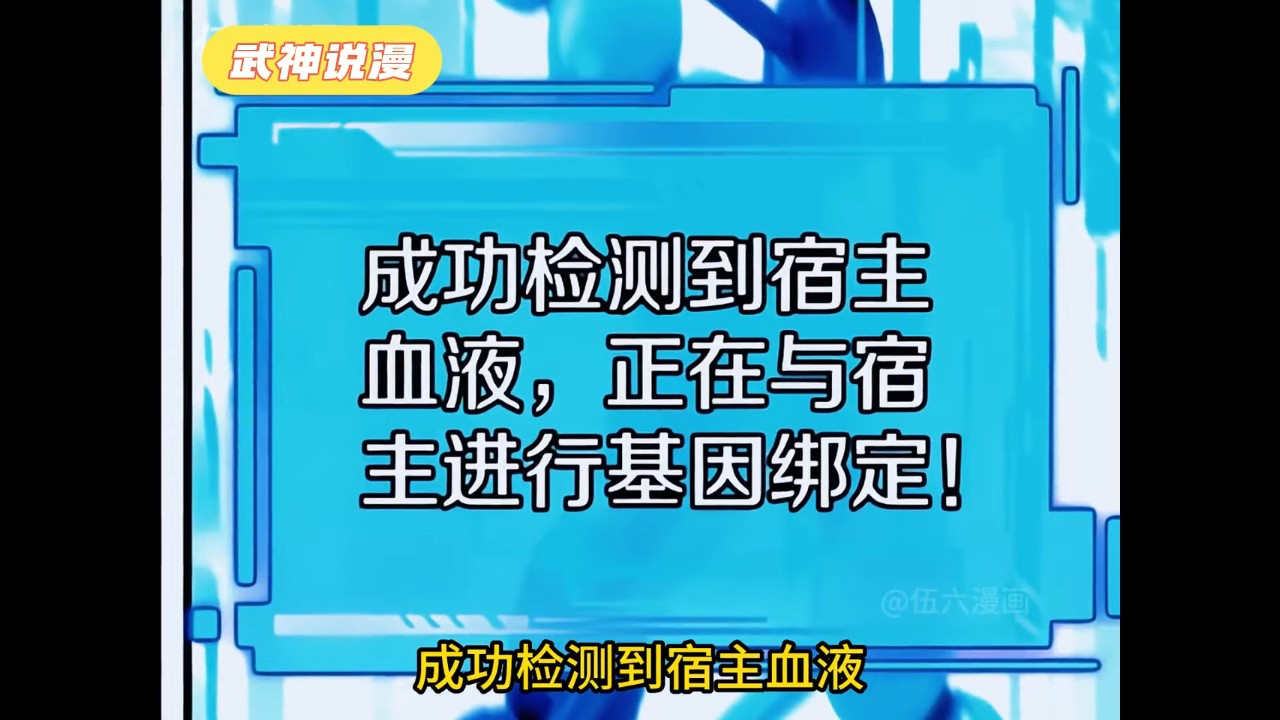 武神说漫
成功检测到宿主
血液，正在与宿
主进行基因绑定！
@伍六漫画
成功检测到宿主血液